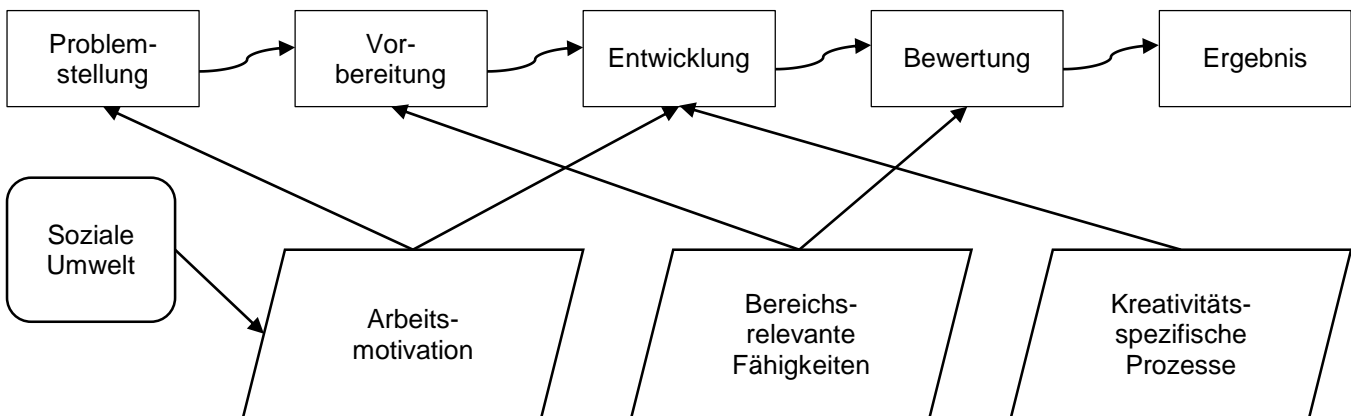 Problem-
stellung
Vor-
bereitung
Entwicklung
Bewertung
Ergebnis
Soziale
Umwelt
Arbeits-
motivation
Bereichs-
relevante
Fähigkeiten
Kreativitäts-
spezifische
Prozesse